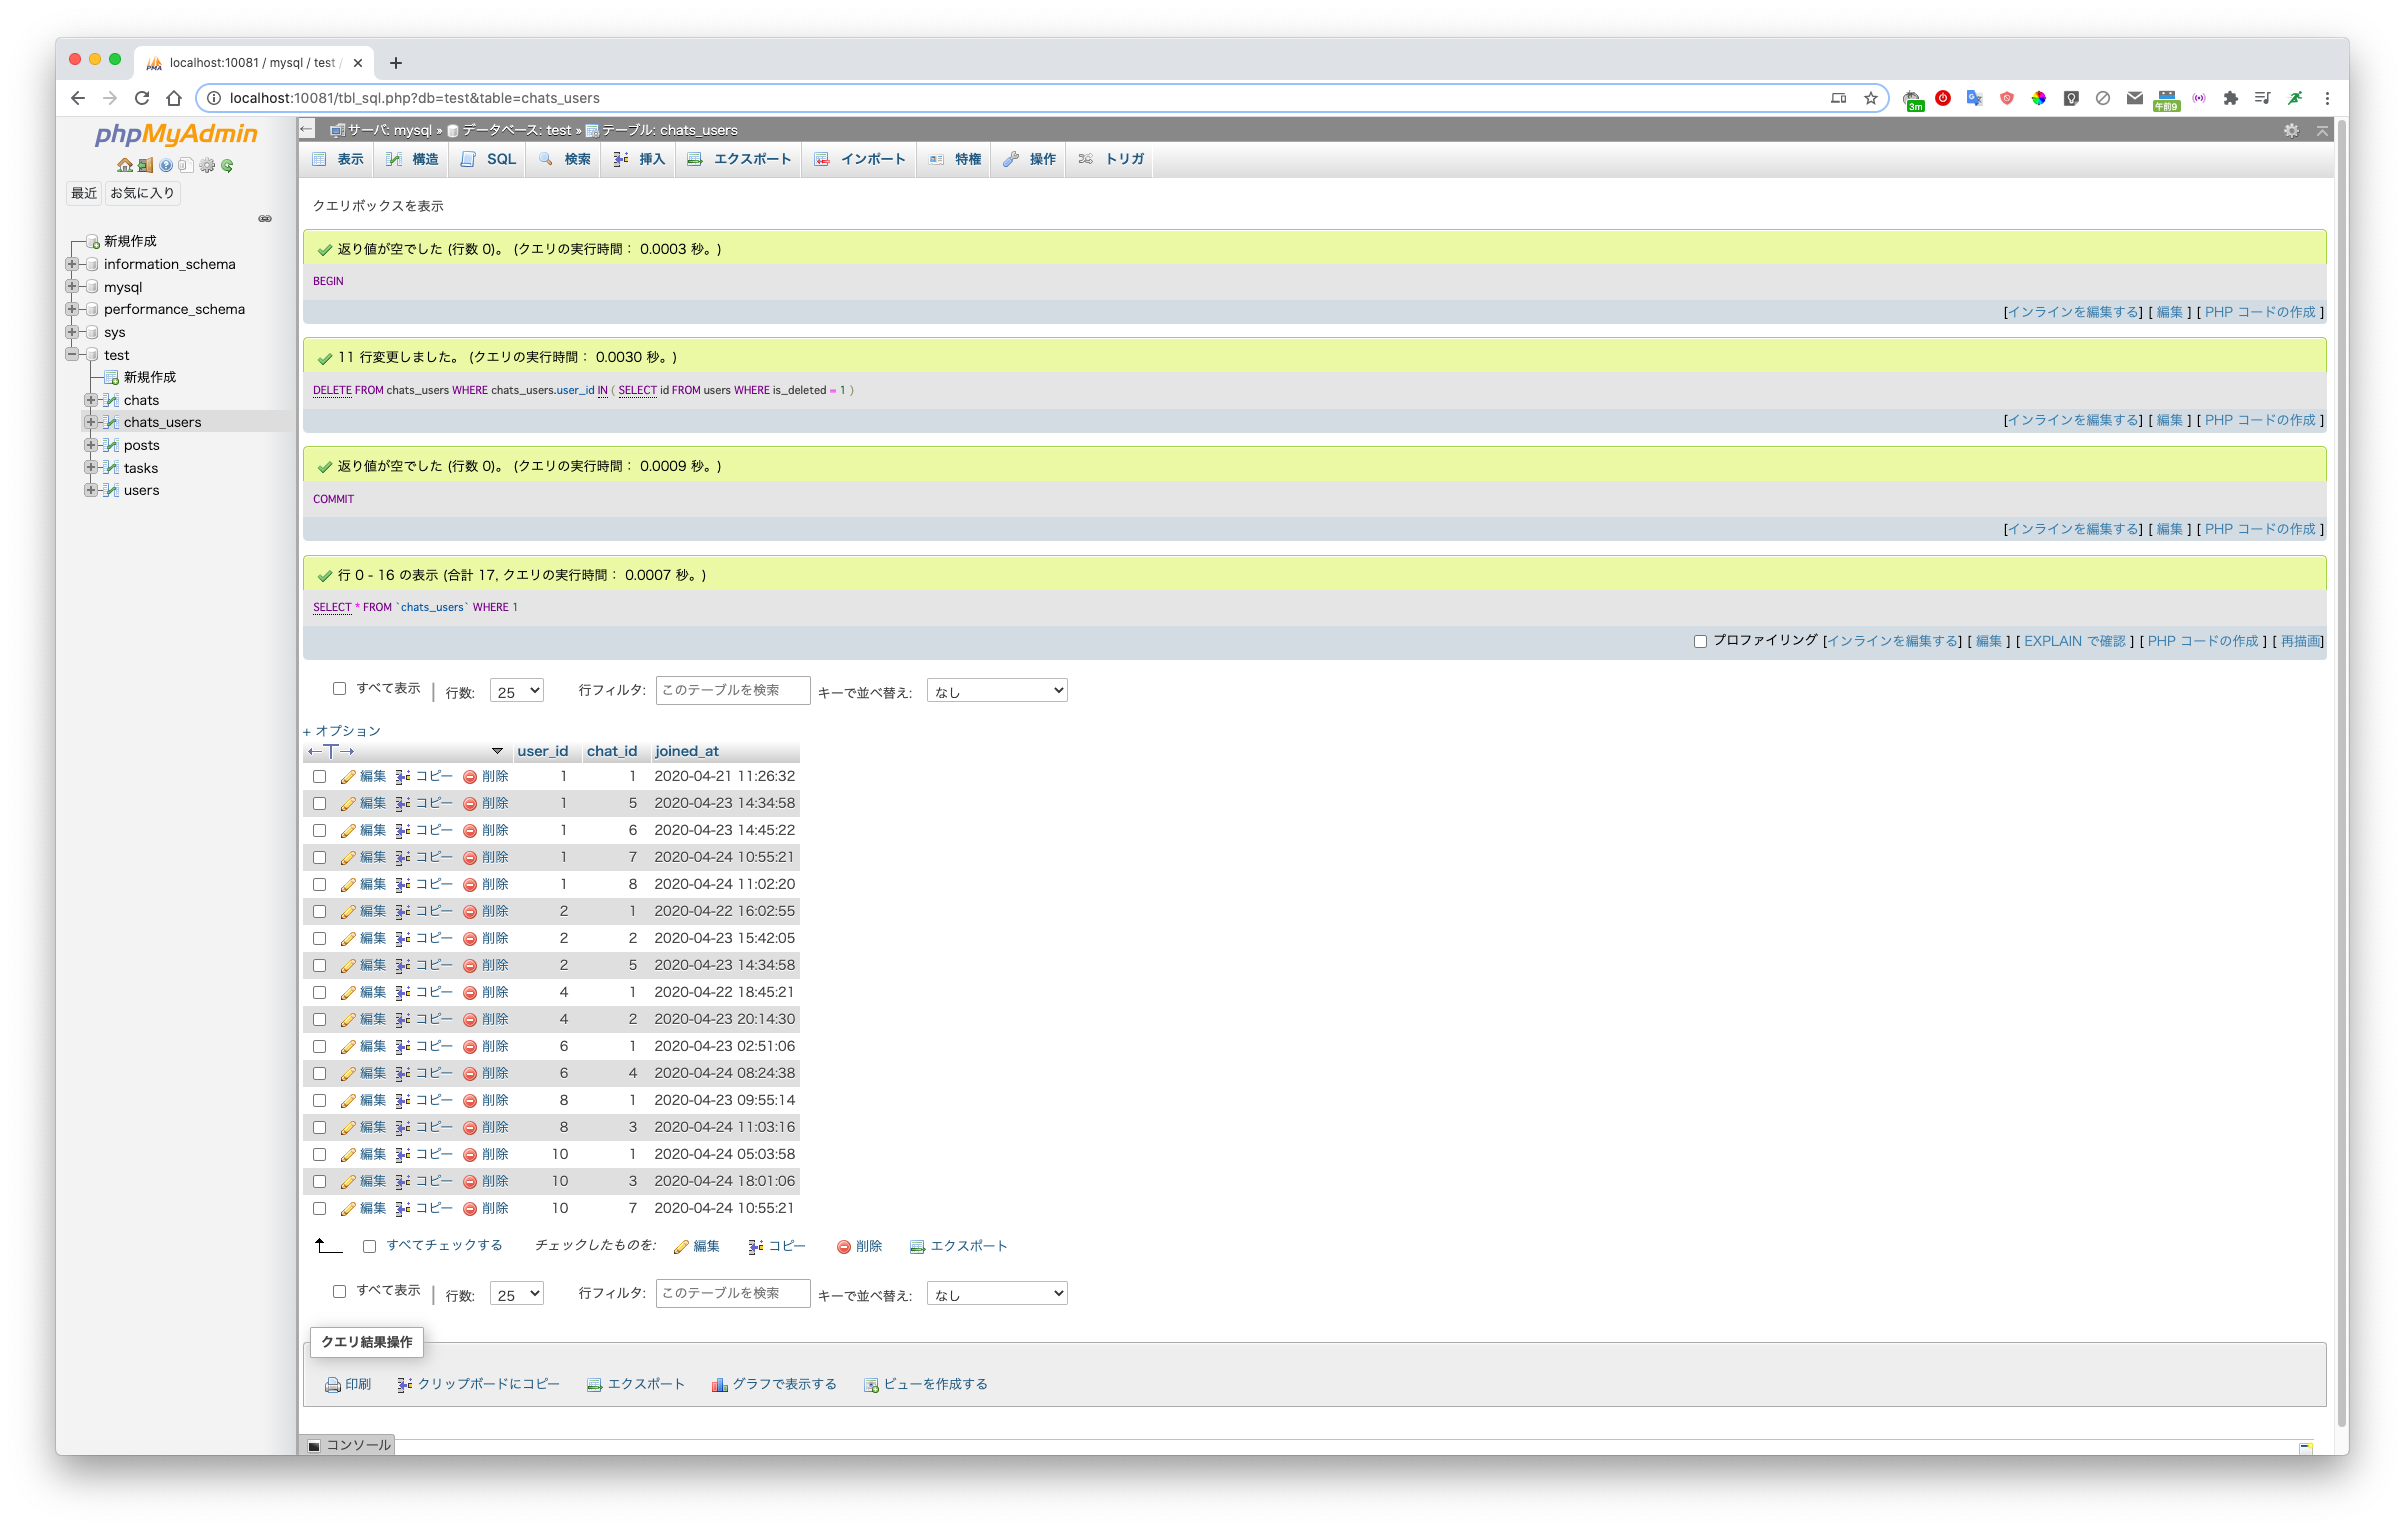 localhost:10081 / mysql / test /
localhost:10081/tbl_sql.php?db=test&table=chats_users
3m
午前9
phpMyAdmin
最近 お気に入り
新規作成
information_schema
mysql
performance_schema
sys
test
新規作成
chats
chats_users
posts
tasks
users
サーバ: mysql » データベース: test » テーブル: chats_users
表示 構造 SQL 検索 挿入 エクスポート インポート 特権 操作 トリガ
クエリボックスを表示
返り値が空でした (行数 0)。 (クエリの実行時間： 0.0003 秒。)
BEGIN
[インラインを編集する] [ 編集 ] [ PHP コードの作成 ]
11 行変更しました。 (クエリの実行時間： 0.0030 秒。)
DELETE FROM chats_users WHERE chats_users.user_id IN ( SELECT id FROM users WHERE is_deleted = 1 )
[インラインを編集する] [ 編集 ] [ PHP コードの作成 ]
返り値が空でした (行数 0)。 (クエリの実行時間： 0.0009 秒。)
COMMIT
[インラインを編集する] [ 編集 ] [ PHP コードの作成 ]
行 0 - 16 の表示 (合計 17, クエリの実行時間： 0.0007 秒。)
SELECT * FROM `chats_users` WHERE 1
プロファイリング [インラインを編集する] [ 編集 ] [ EXPLAIN で確認 ] [ PHP コードの作成 ] [ 再描画]
すべて表示 | 行数: 25 行フィルタ: このテーブルを検索 キーで並べ替え: なし
+ オプション
←T→ user_id chat_id joined_at
編集 コピー 削除 1 1 2020-04-21 11:26:32
編集 コピー 削除 1 5 2020-04-23 14:34:58
編集 コピー 削除 1 6 2020-04-23 14:45:22
編集 コピー 削除 1 7 2020-04-24 10:55:21
編集 コピー 削除 1 8 2020-04-24 11:02:20
編集 コピー 削除 2 1 2020-04-22 16:02:55
編集 コピー 削除 2 2 2020-04-23 15:42:05
編集 コピー 削除 2 5 2020-04-23 14:34:58
編集 コピー 削除 4 1 2020-04-22 18:45:21
編集 コピー 削除 4 2 2020-04-23 20:14:30
編集 コピー 削除 6 1 2020-04-23 02:51:06
編集 コピー 削除 6 4 2020-04-24 08:24:38
編集 コピー 削除 8 1 2020-04-23 09:55:14
編集 コピー 削除 8 3 2020-04-24 11:03:16
編集 コピー 削除 10 1 2020-04-24 05:03:58
編集 コピー 削除 10 3 2020-04-24 18:01:06
編集 コピー 削除 10 7 2020-04-24 10:55:21
すべてチェックする チェックしたものを: 編集 コピー 削除 エクスポート
すべて表示 | 行数: 25 行フィルタ: このテーブルを検索 キーで並べ替え: なし
クエリ結果操作
印刷 クリップボードにコピー エクスポート グラフで表示する ビューを作成する
コンソール